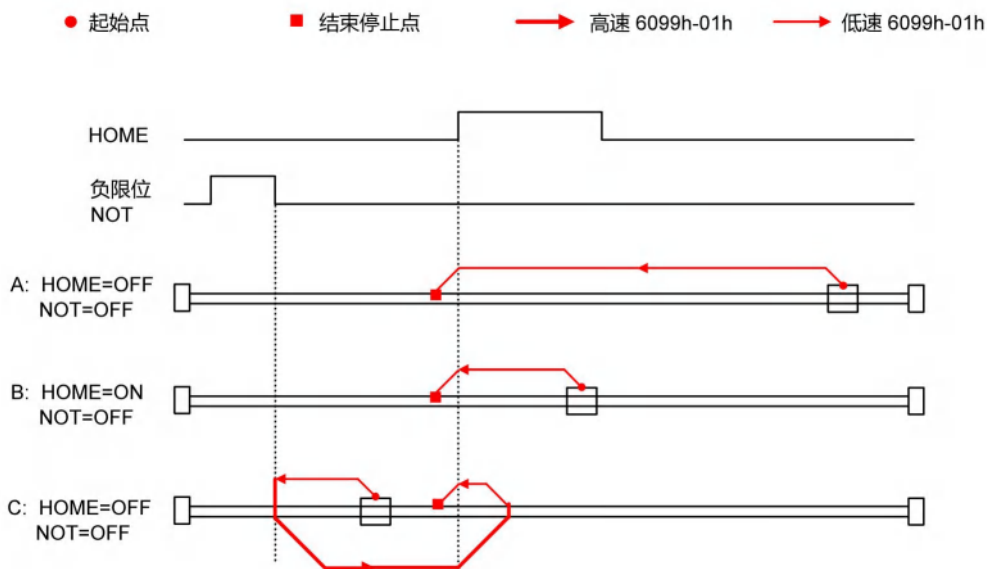 起始点
结束停止点
高速 6099h-01h
低速 6099h-01h
HOME
负限位
NOT
A: HOME=OFF
NOT=OFF
B: HOME=ON
NOT=OFF
C: HOME=OFF
NOT=OFF